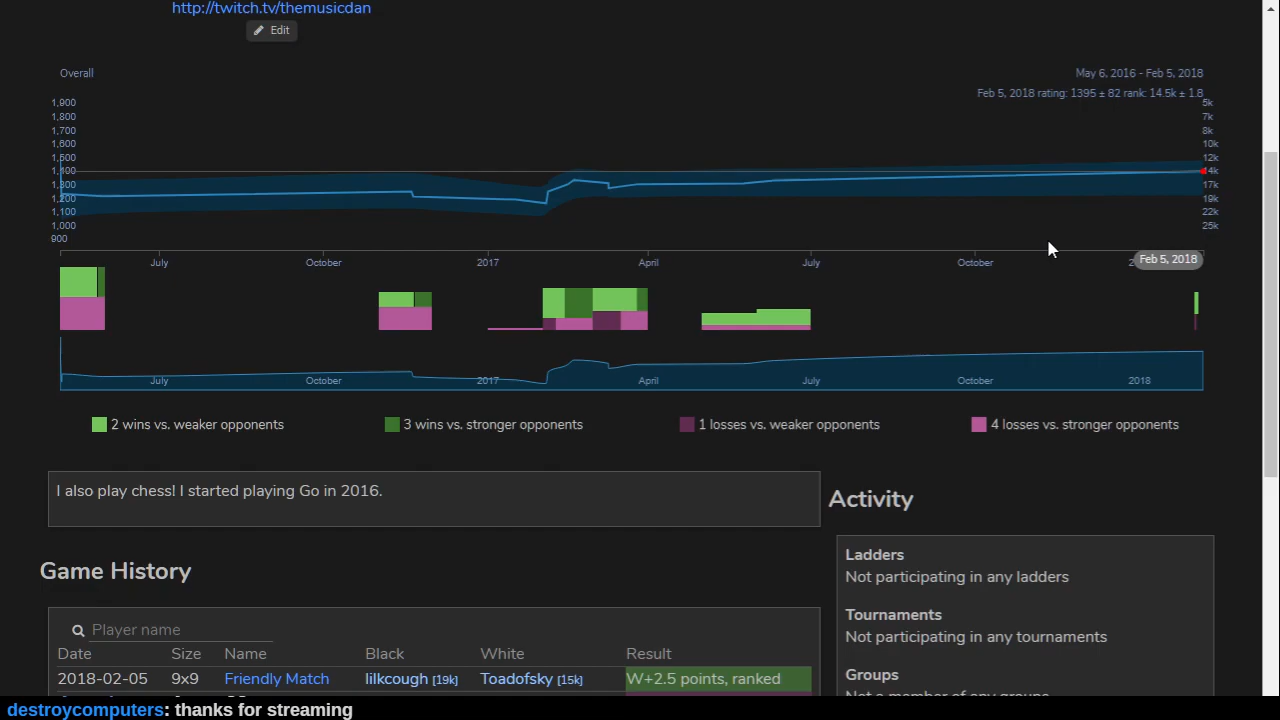 http://twitch.tv/themusicdan
Edit
Overall
May 6, 2016 - Feb 5, 2018
Feb 5, 2018 rating: 1395 ± 82 rank: 14.5k ± 1.8
1,900 5k
1,800 7k
1,700 8k
1,600 10k
1,500 12k
1,400 4k
1,300 17k
1,200 19k
1,100 22k
1,000 25k
900
July October 2017 April July October 2 Feb 5, 2018
July October 2017 April July October 2018
2 wins vs. weaker opponents 3 wins vs. stronger opponents 1 losses vs. weaker opponents 4 losses vs. stronger opponents
I also play chess! I started playing Go in 2016.
Activity
Ladders
Not participating in any ladders
Tournaments
Not participating in any tournaments
Groups
Not a member of any groups
Game History
Player name
Date Size Name Black White Result
2018-02-05 9x9 Friendly Match lilkcough [19k] Toadofsky [15k] W+2.5 points, ranked
destroycomputers: thanks for streaming